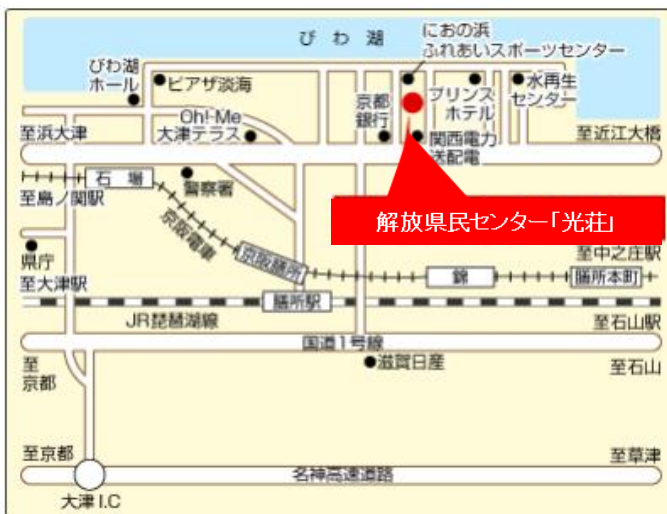 びわ湖
におの浜
ふれあいスポーツセンター
びわ湖
ホール
ピアザ淡海
京都
銀行
プリンス
ホテル
水再生
センター
Oh!Me
大津テラス
至浜大津
関西電力
送配電
至近江大橋
石場
警察署
至島ノ関駅
解放県民センター「光荘」
京阪電車
県庁
京阪膳所
至中之庄駅
錦
膳所本町
至大津駅
膳所駅
JR琵琶湖線
至石山駅
国道1号線
至
京都
滋賀日産
至石山
至京都
至草津
名神高速道路
大津I.C